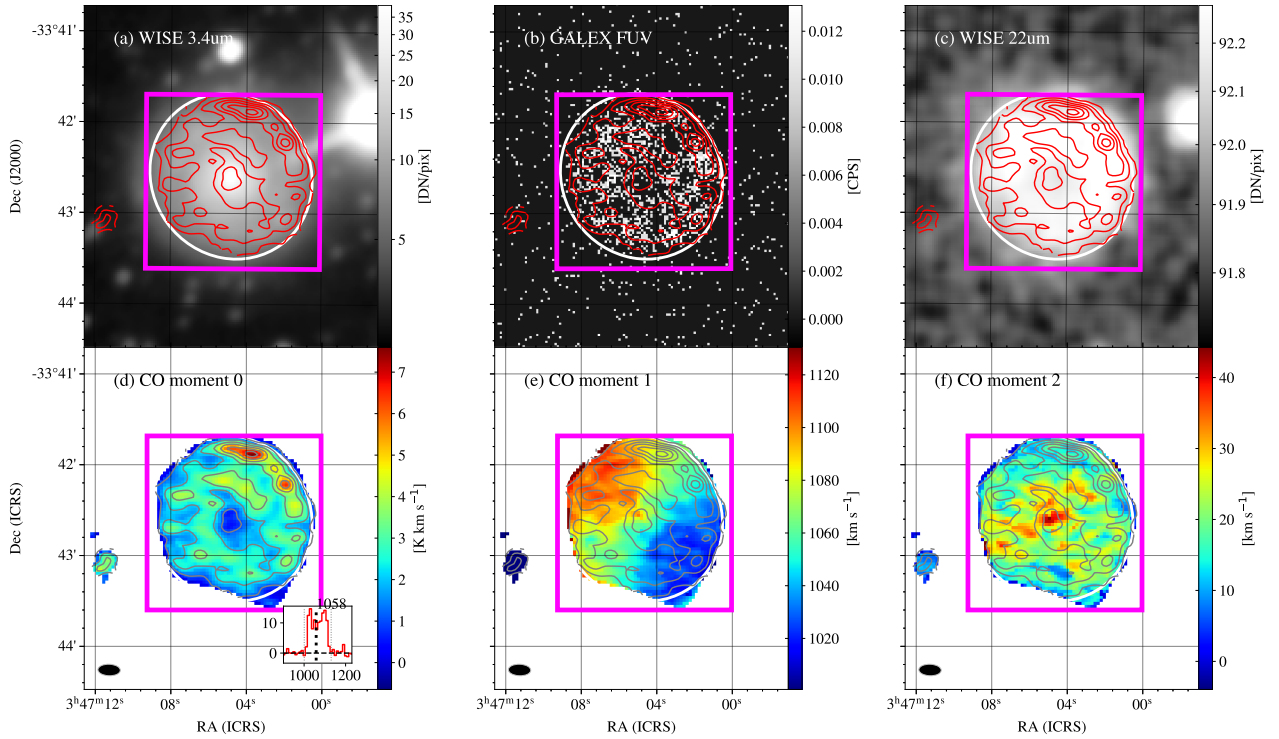 (a) WISE 3.4um
(b) GALEX FUV
(c) WISE 22um
-33°41'
42'
43'
44'
Dec (J2000)
35
30
25
20
15
10
5
[DN/pix]
0.012
0.010
0.008
0.006
0.004
0.002
0.000
[CPS]
92.2
92.1
92.0
91.9
91.8
[DN/pix]
(d) CO moment 0
(e) CO moment 1
(f) CO moment 2
-33°41'
42'
43'
44'
Dec (ICRS)
7
6
5
4
3
2
1
0
[K km s⁻¹]
1120
1100
1080
1060
1040
1020
[km s⁻¹]
40
30
20
10
0
[km s⁻¹]
1058
10
0
1000 1200
3ʰ47ᵐ12ˢ 08ˢ 04ˢ 00ˢ
3ʰ47ᵐ12ˢ 08ˢ 04ˢ 00ˢ
3ʰ47ᵐ12ˢ 08ˢ 04ˢ 00ˢ
RA (ICRS)
RA (ICRS)
RA (ICRS)